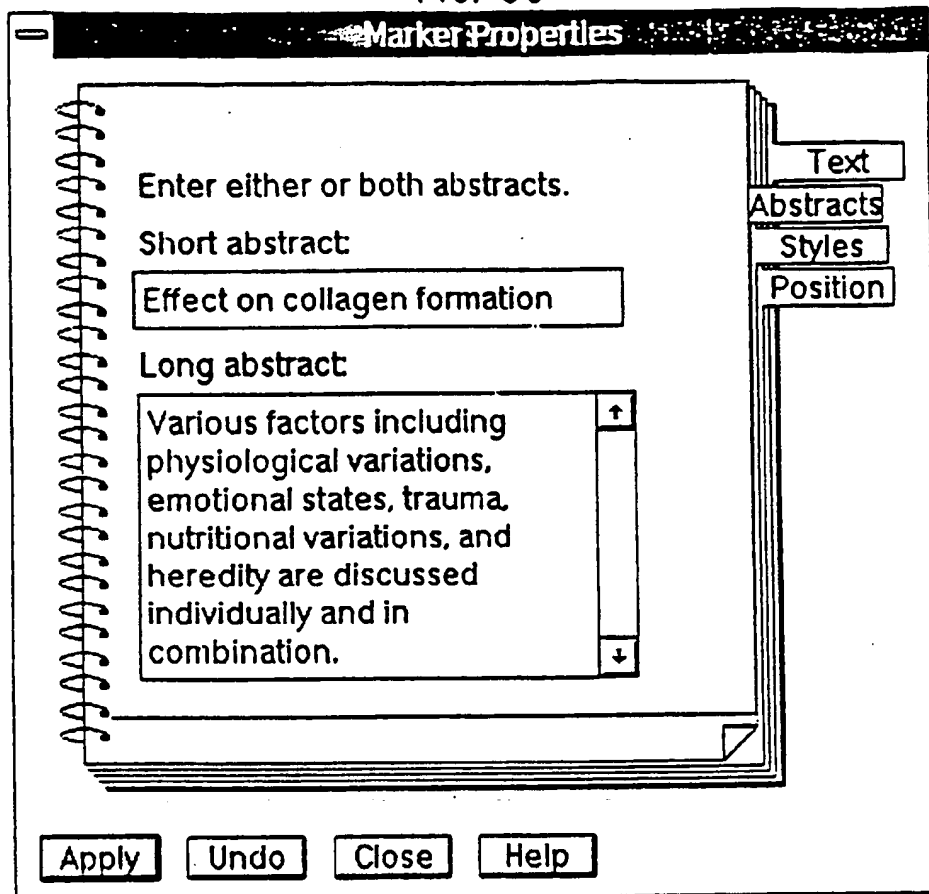 Marker Properties
Enter either or both abstracts.
Short abstract:
Effect on collagen formation
Long abstract:
Various factors including
physiological variations,
emotional states, trauma,
nutritional variations, and
heredity are discussed
individually and in
combination.
Text
Abstracts
Styles
Position
Apply
Undo
Close
Help